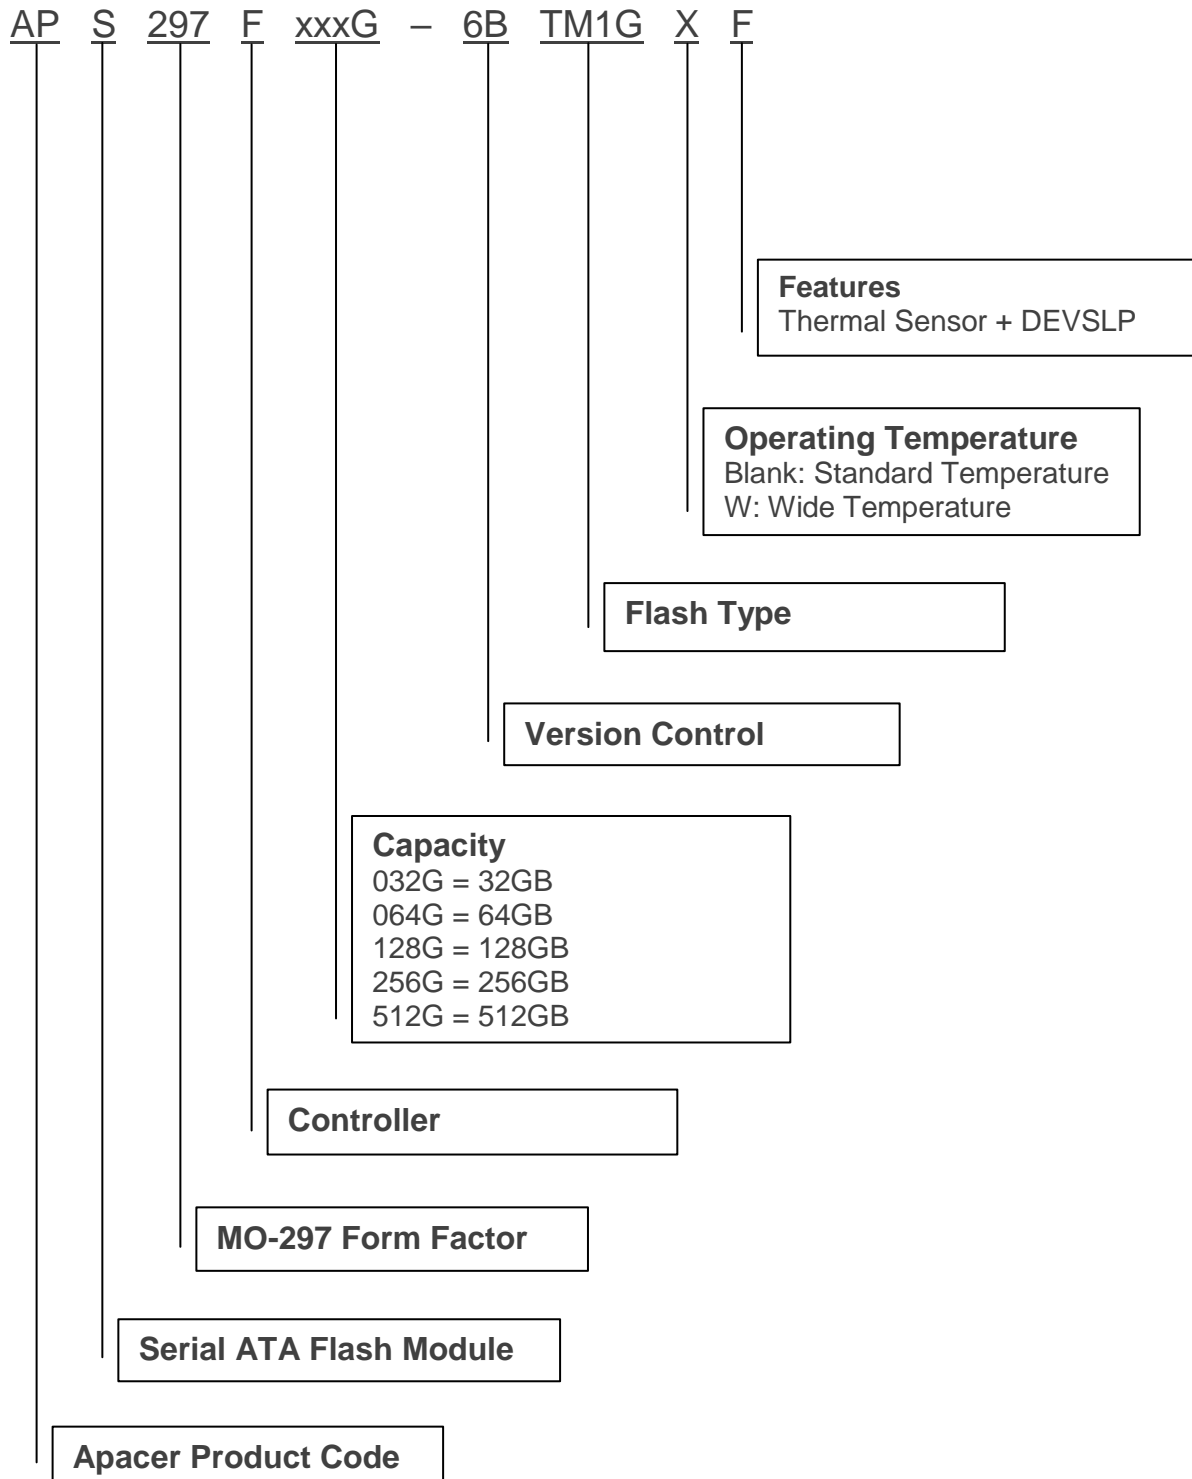 AP S 297 F xxxG – 6B TM1G X F
Features
Thermal Sensor + DEVSLP
Operating Temperature
Blank: Standard Temperature
W: Wide Temperature
Flash Type
Version Control
Capacity
032G = 32GB
064G = 64GB
128G = 128GB
256G = 256GB
512G = 512GB
Controller
MO-297 Form Factor
Serial ATA Flash Module
Apacer Product Code